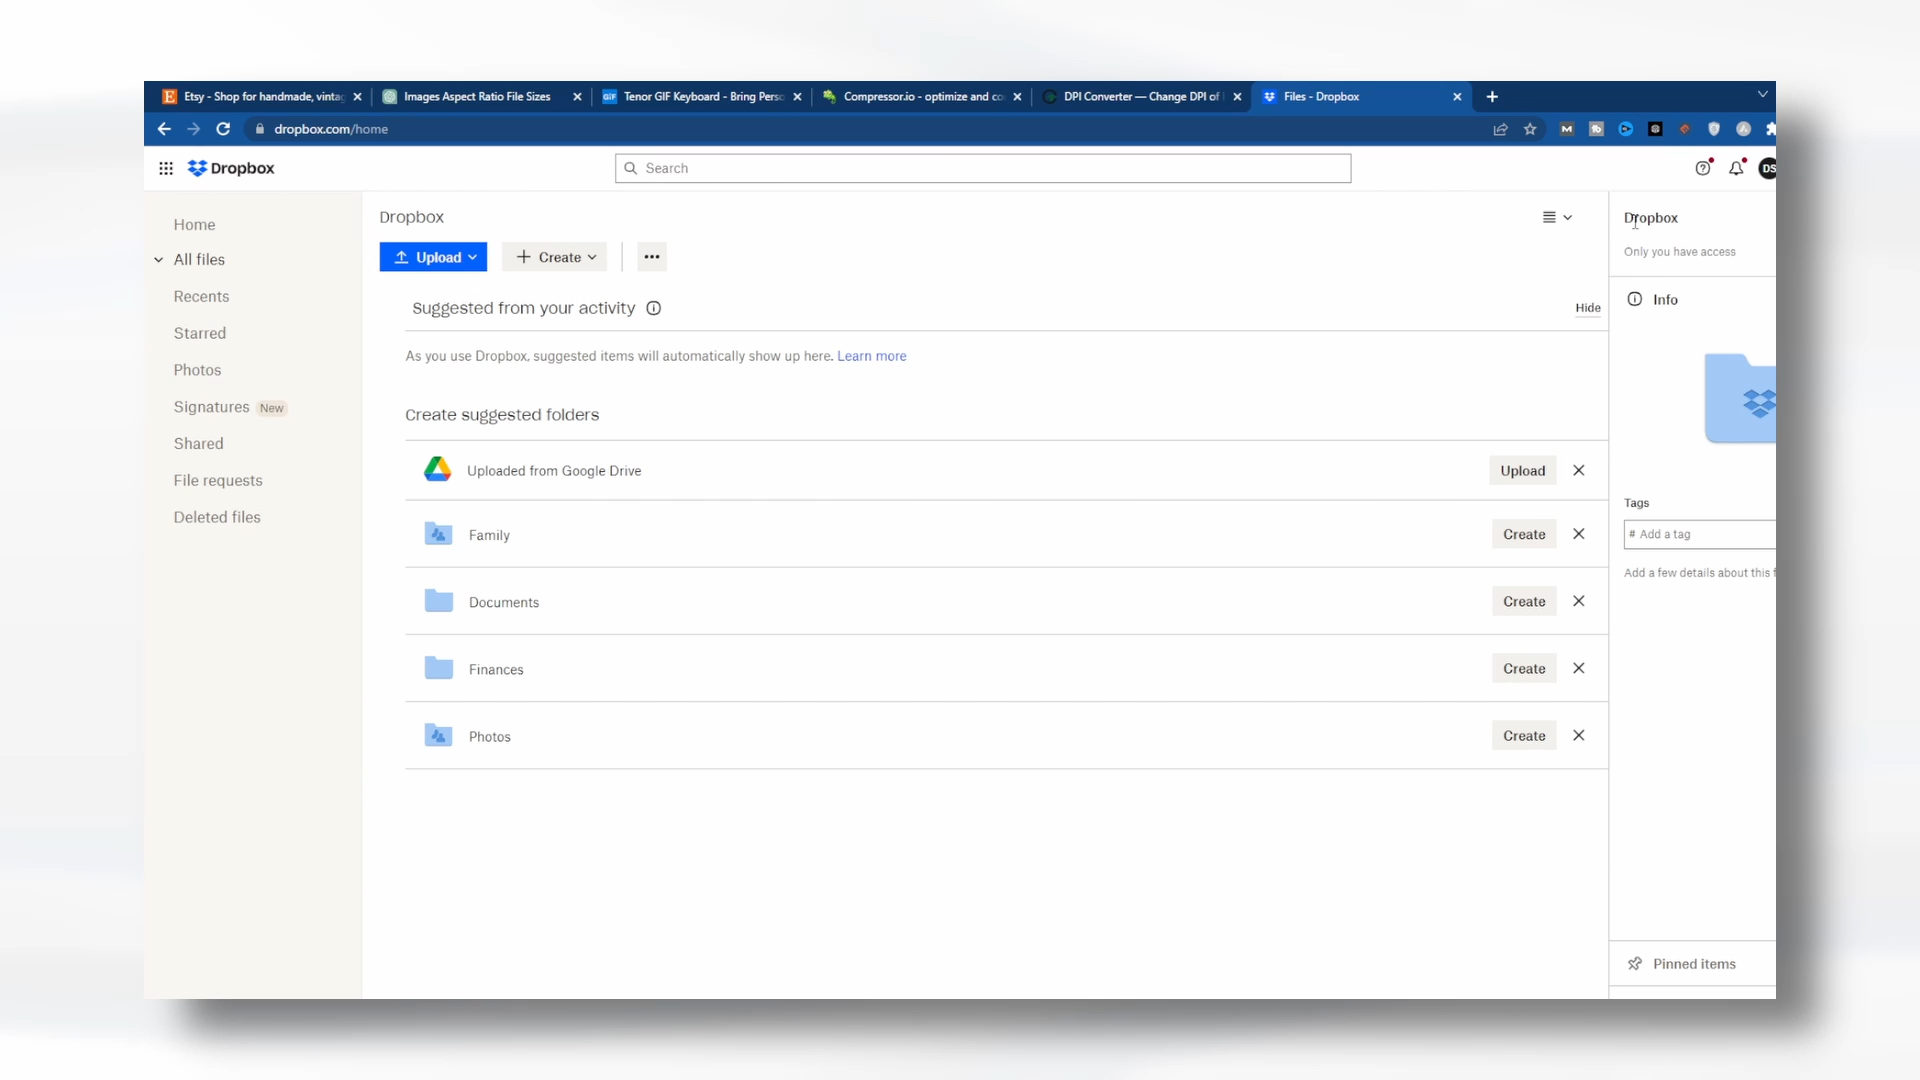 Etsy - Shop for handmade, vintag
Images Aspect Ratio File Sizes
GIF
Tenor GIF Keyboard - Bring Perso
Compressor.io - optimize and co
DPI Converter — Change DPI of
Files - Dropbox
dropbox.com/home
Dropbox
Search
DS
Home
All files
Recents
Starred
Photos
Signatures New
Shared
File requests
Deleted files
Dropbox
Upload
Create
Suggested from your activity
Hide
As you use Dropbox, suggested items will automatically show up here. Learn more
Create suggested folders
Uploaded from Google Drive
Upload
Family
Create
Documents
Create
Finances
Create
Photos
Create
Dropbox
Only you have access
Info
Tags
# Add a tag
Add a few details about this f
Pinned items